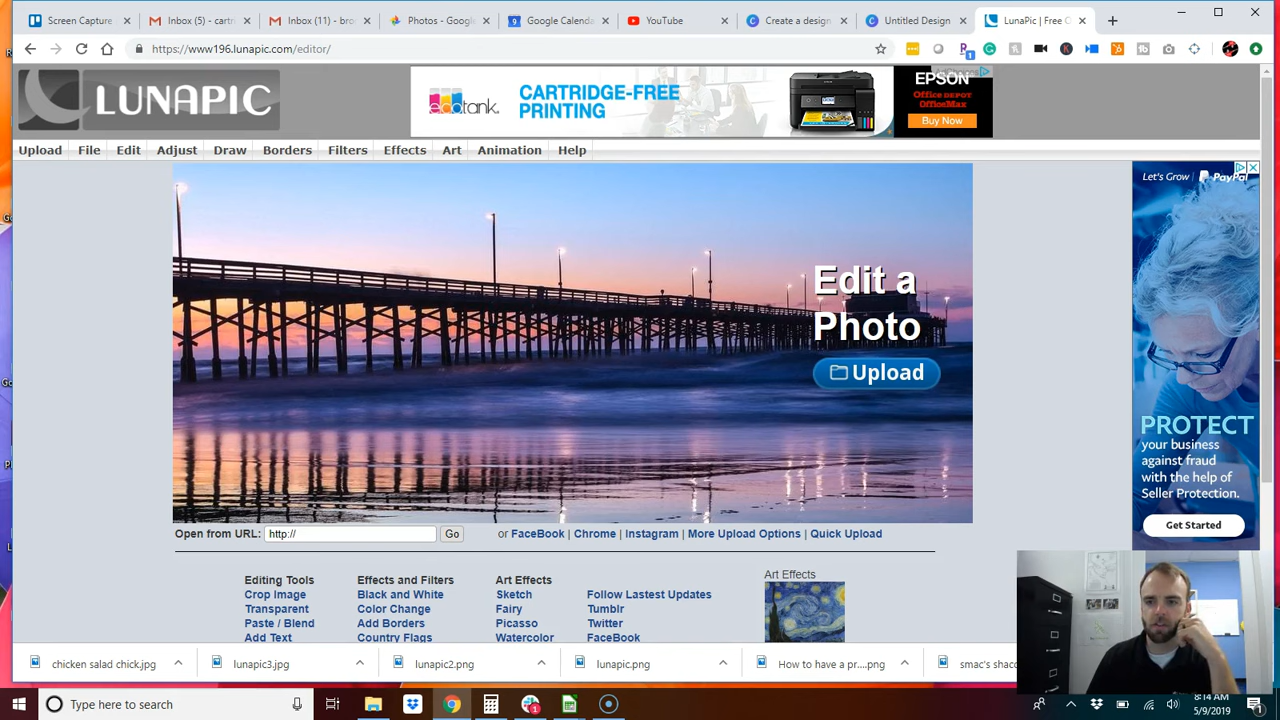 Screen Capture
Inbox (5) - cartr
Inbox (11) - bro
Photos - Google
Google Calenda
YouTube
Create a design
Untitled Design
LunaPic | Free O
https://www196.lunapic.com/editor/
LUNAPIC
ecotank.
CARTRIDGE-FREE
PRINTING
EPSON
Office DEPOT
OfficeMax
Buy Now
Upload File Edit Adjust Draw Borders Filters Effects Art Animation Help
Edit a
Photo
Upload
Let's Grow | PayPal
PROTECT
your business
against fraud
with the help of
Seller Protection.
Get Started
Open from URL: http:// Go or FaceBook | Chrome | Instagram | More Upload Options | Quick Upload
Editing Tools
Crop Image
Transparent
Paste / Blend
Add Text
Effects and Filters
Black and White
Color Change
Add Borders
Country Flags
Art Effects
Sketch
Fairy
Picasso
Watercolor
Follow Lastest Updates
Tumblr
Twitter
FaceBook
Art Effects
chicken salad chick.jpg
lunapic3.jpg
lunapic2.png
lunapic.png
How to have a pr....png
smac's shac
Type here to search
8:14 AM
5/9/2019